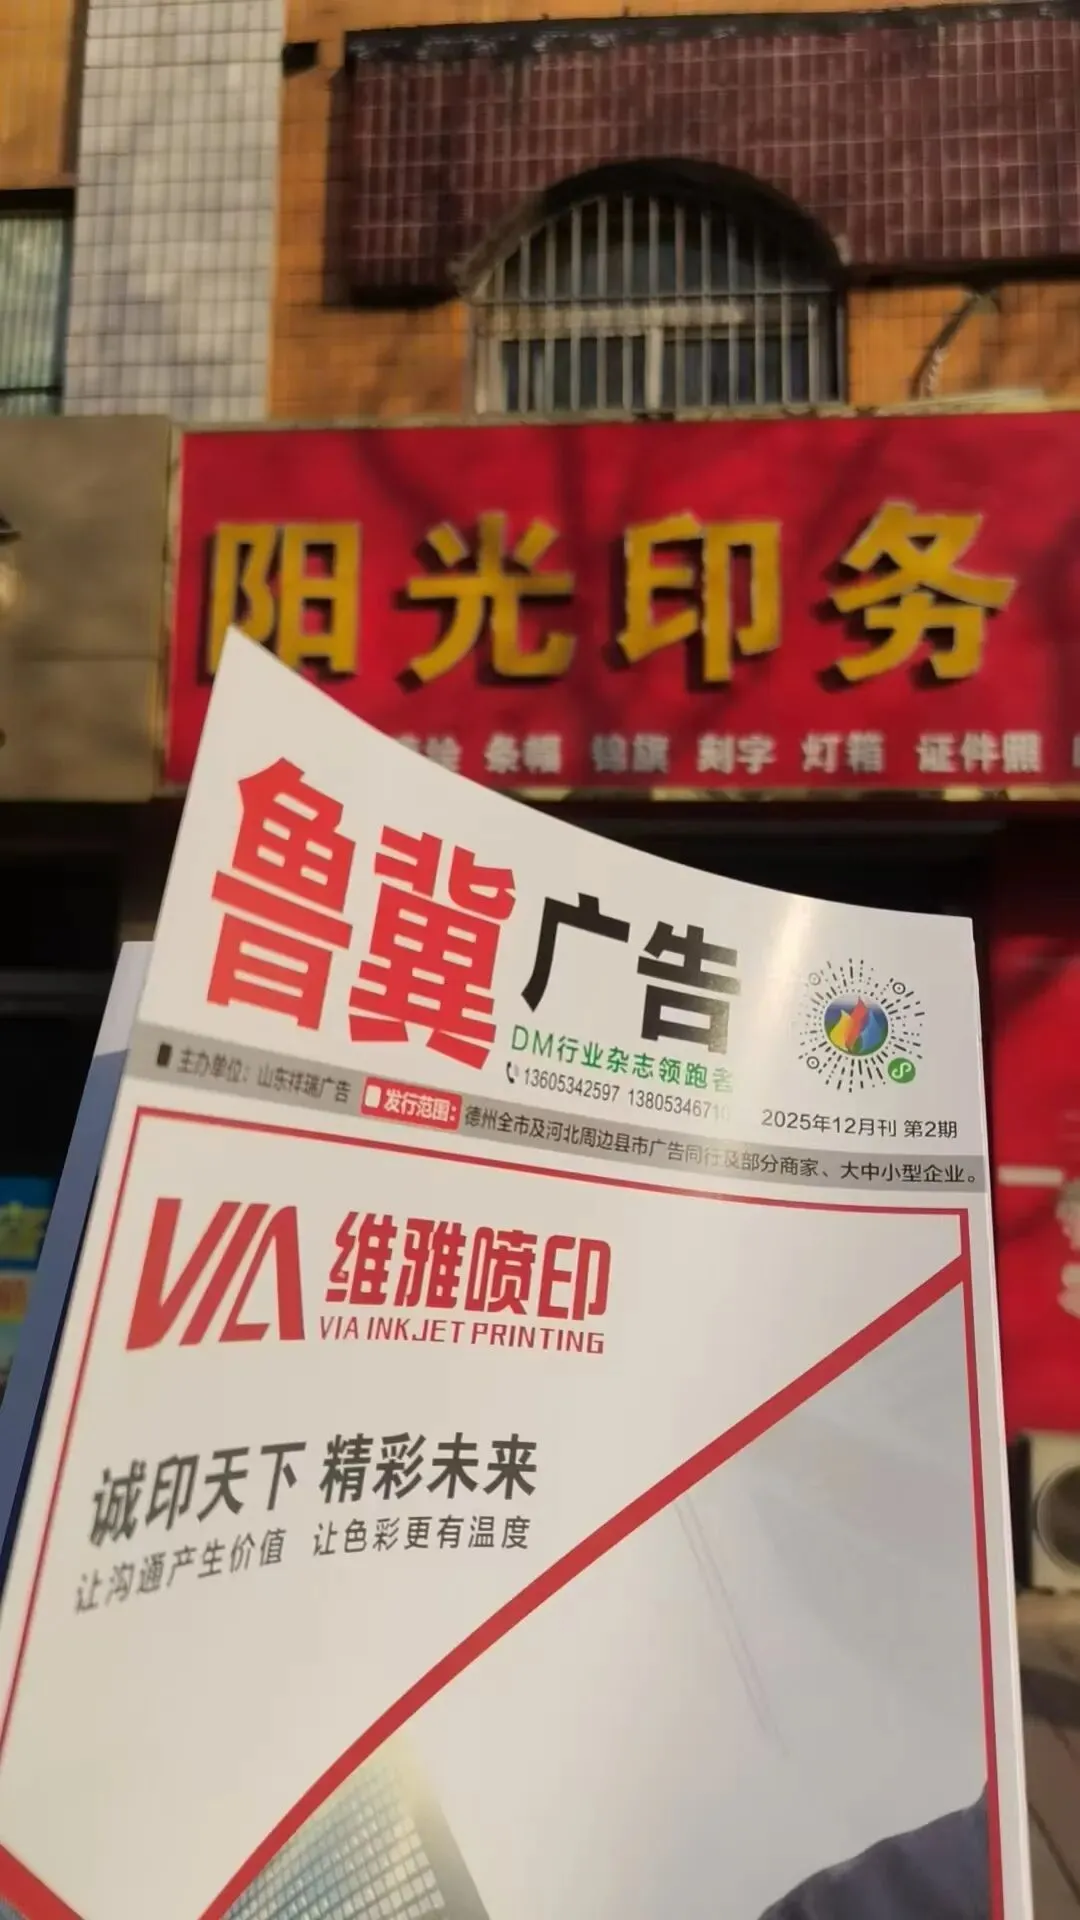 阳光印务
条幅 锦旗 刻字 灯箱 证件照
鲁冀广告
DM行业杂志领跑者
13605342597 1380534671
2025年12月刊 第2期
主办单位：山东祥瑞广告 发行范围：德州全市及河北周边县市广告同行及部分商家、大中小型企业。
VIA 维雅喷印
VIA INKJET PRINTING
诚印天下 精彩未来
让沟通产生价值 让色彩更有温度